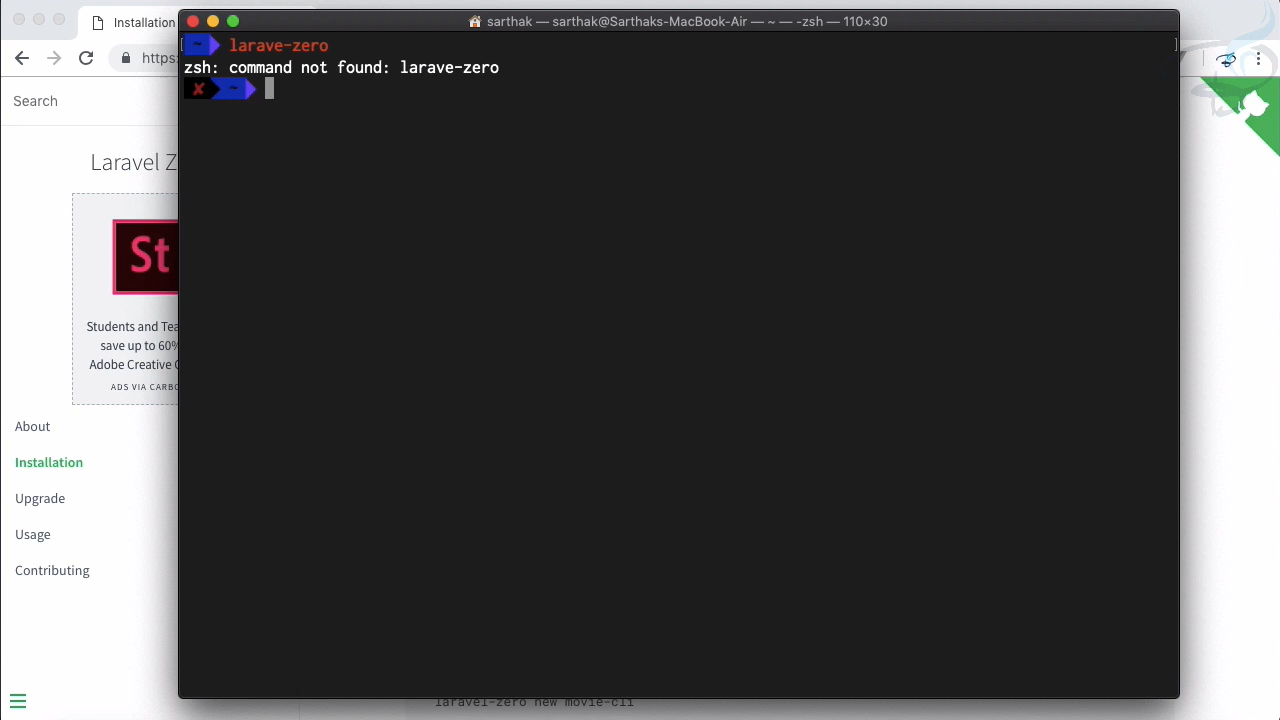 Installation
sarthak — sarthak@Sarthaks-MacBook-Air — ~ — -zsh — 110×30
https:
Search
Laravel Z
St
Students and Tea
save up to 60%
Adobe Creative C
ADS VIA CARBO
About
Installation
Upgrade
Usage
Contributing
[ ~ larave-zero ]
zsh: command not found: larave-zero
✘ ~
laravel-zero new movie-cli